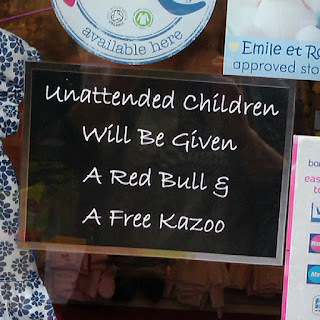 available here
Emile et Ro
approved sto
Unattended Children
Will Be Given
A Red Bull &
A Free Kazoo